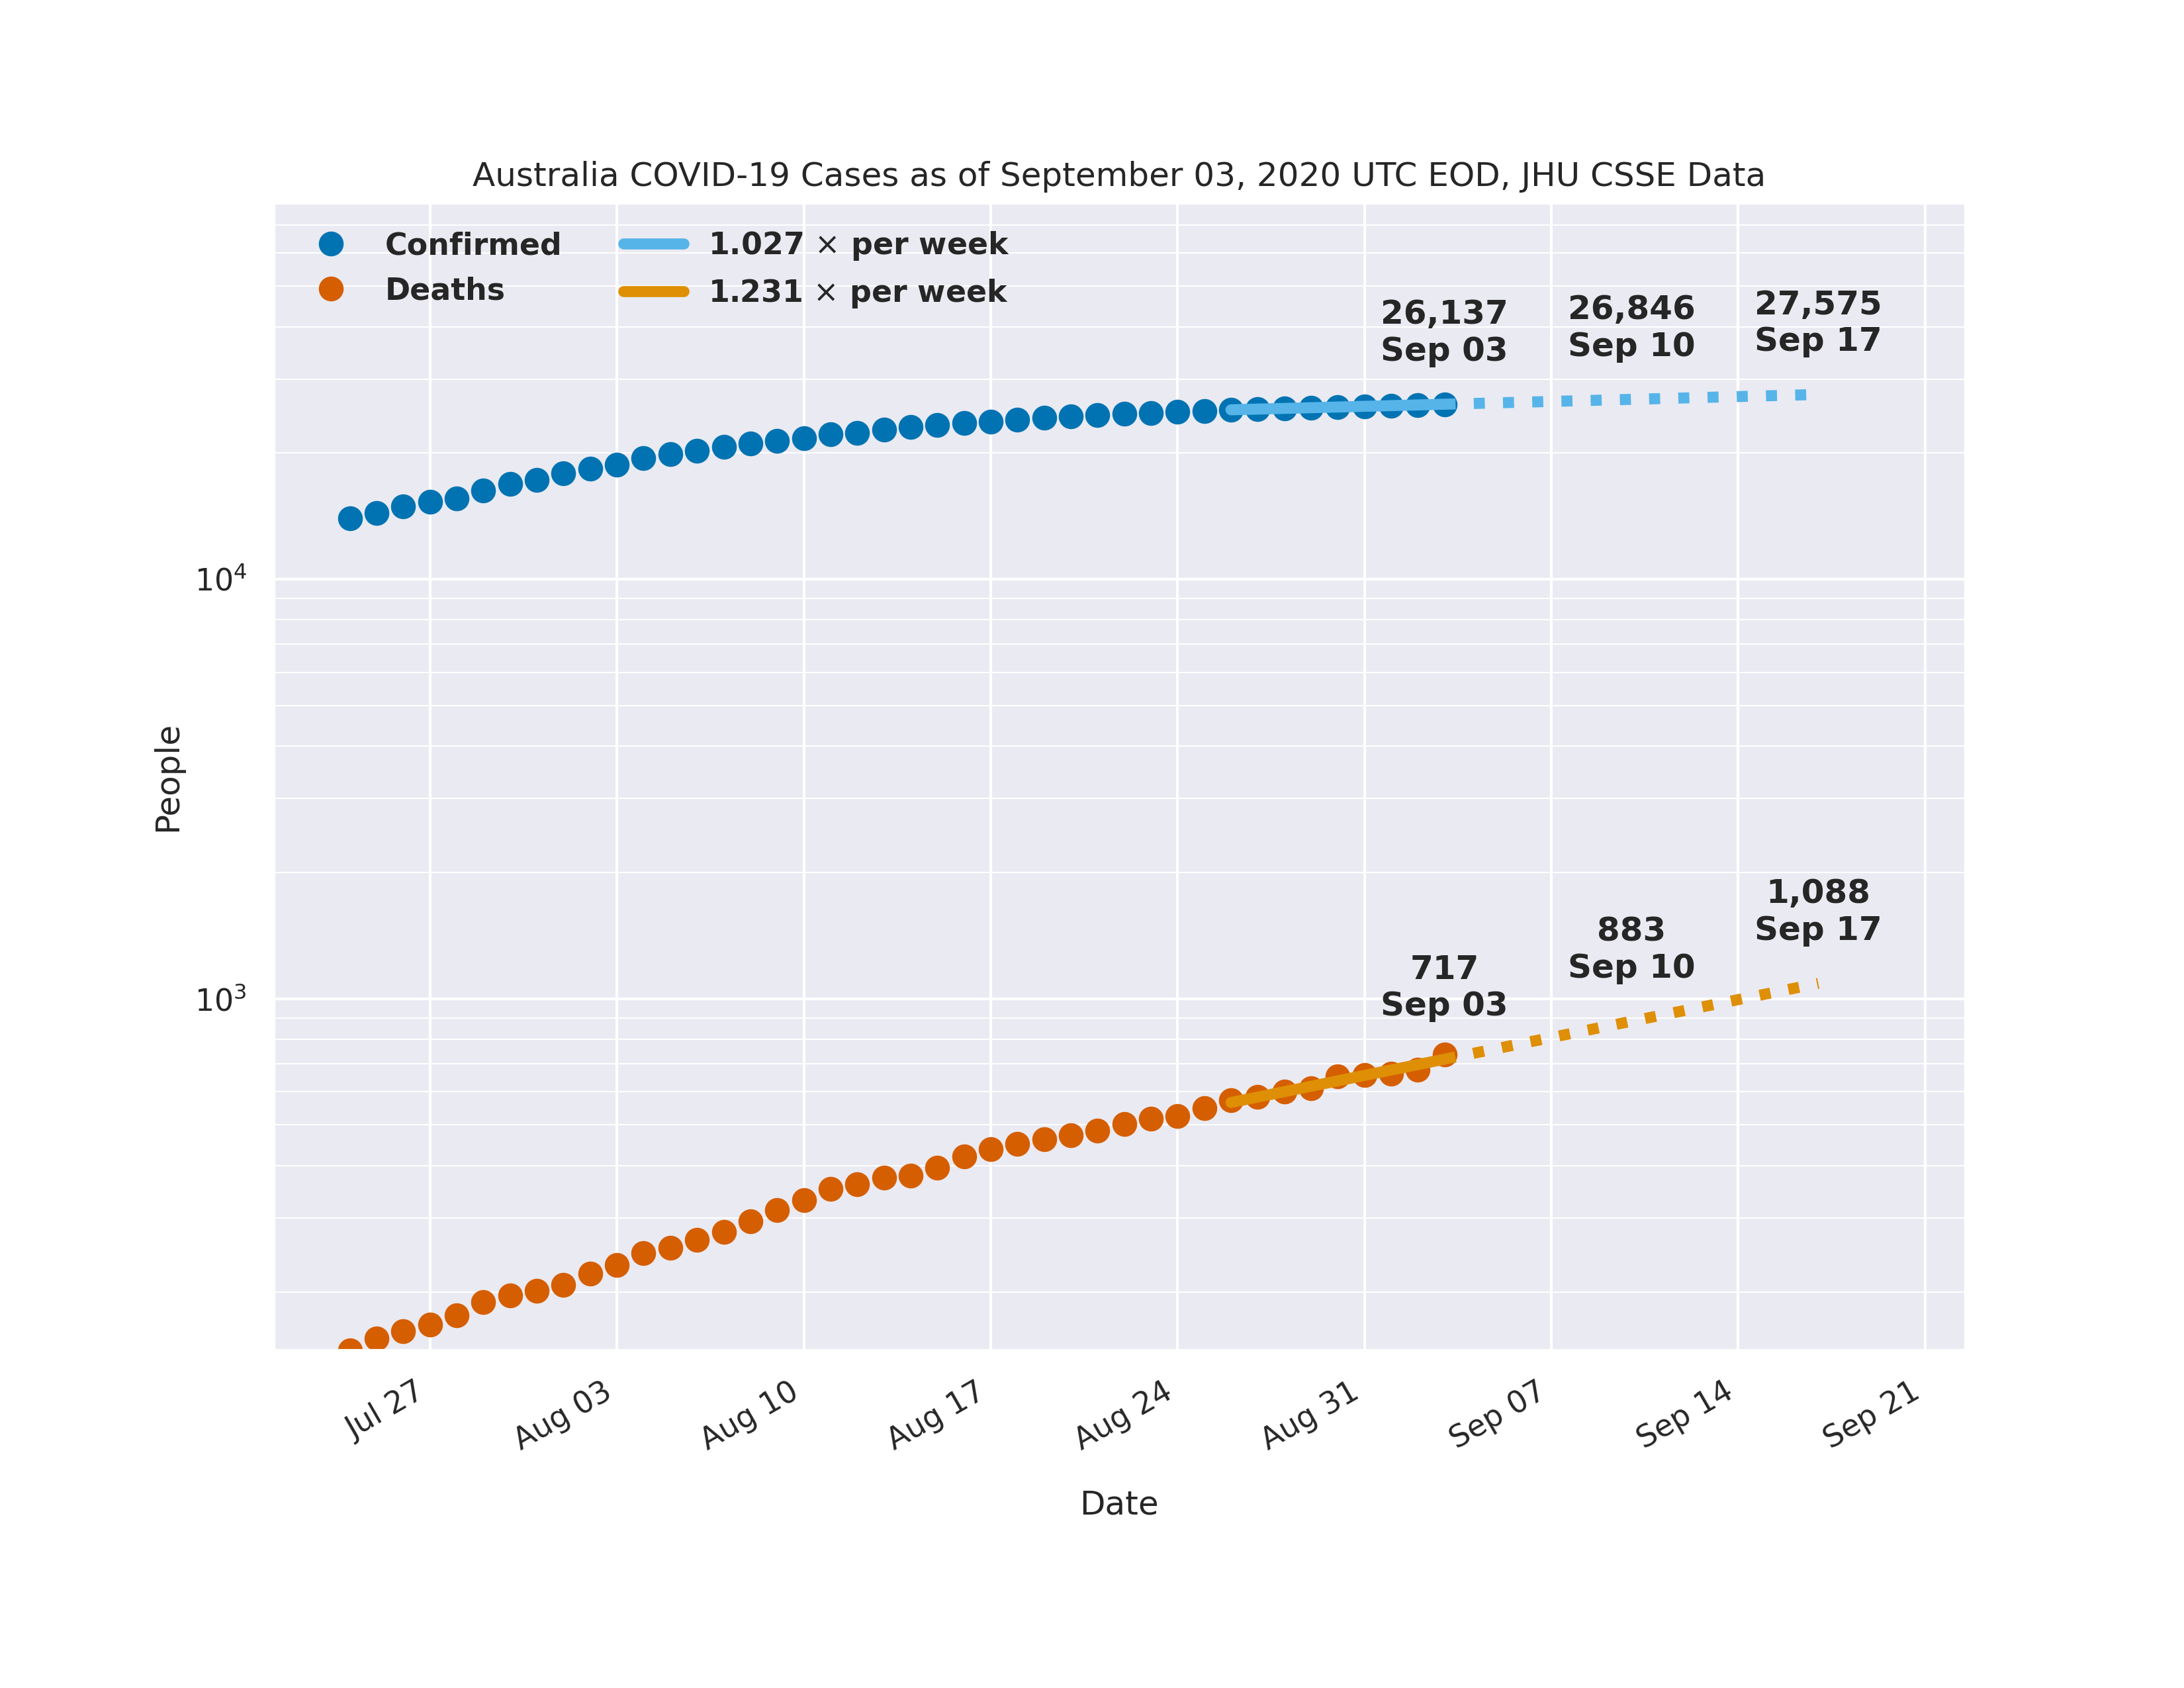 Australia COVID-19 Cases as of September 03, 2020 UTC EOD, JHU CSSE Data
Confirmed
Deaths
1.027 × per week
1.231 × per week
26,137
Sep 03
26,846
Sep 10
27,575
Sep 17
10⁴
People
1,088
Sep 17
883
Sep 10
717
Sep 03
10³
Jul 27
Aug 03
Aug 10
Aug 17
Aug 24
Aug 31
Sep 07
Sep 14
Sep 21
Date